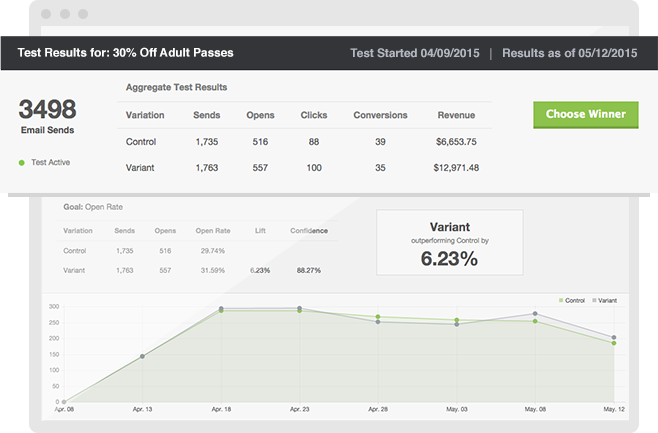 Test Results for: 30% Off Adult Passes Test Started 04/09/2015 | Results as of 05/12/2015
Aggregate Test Results
3498
Email Sends
Test Active
Variation Sends Opens Clicks Conversions Revenue
Control 1,735 516 88 39 $6,653.75
Variant 1,763 557 100 35 $12,971.48
Choose Winner
Goal: Open Rate
Variation Sends Opens Open Rate Lift Confidence
Control 1,735 516 29.74%
Variant 1,763 557 31.59% 6.23% 88.27%
Variant
outperforming Control by
6.23%
Control Variant
300
250
200
150
100
50
0
Apr. 08 Apr. 13 Apr. 18 Apr. 23 Apr. 28 May. 03 May. 08 May. 12